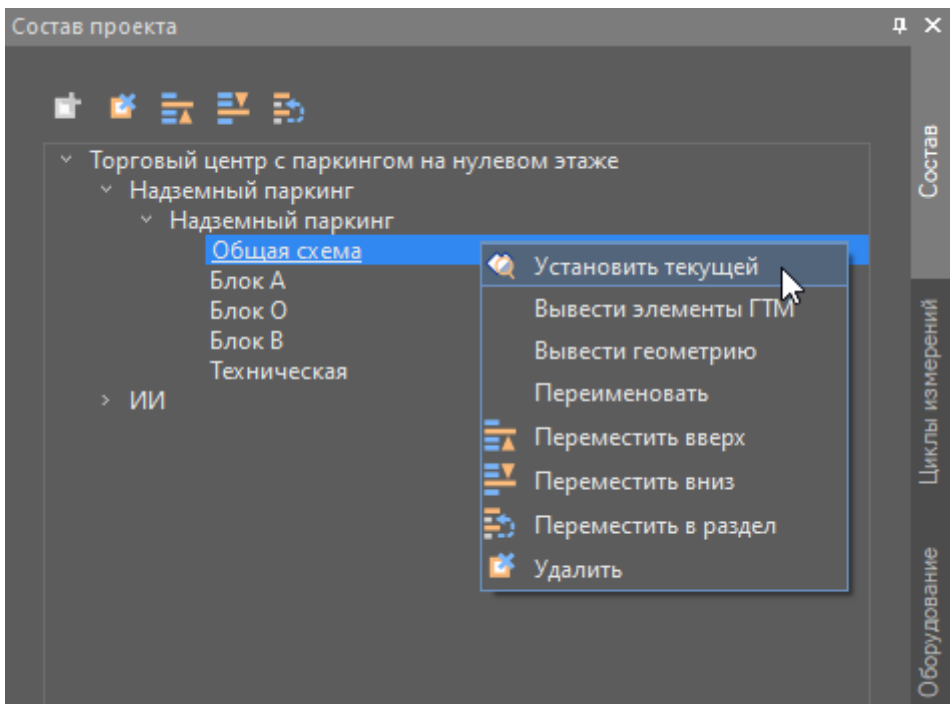 Состав проекта
Торговый центр с паркингом на нулевом этаже
Надземный паркинг
Надземный паркинг
Общая схема
Блок А
Блок О
Блок В
Техническая
ИИ
Установить текущей
Вывести элементы ГТМ
Вывести геометрию
Переименовать
Переместить вверх
Переместить вниз
Переместить в раздел
Удалить
Состав
Циклы измерений
Оборудование